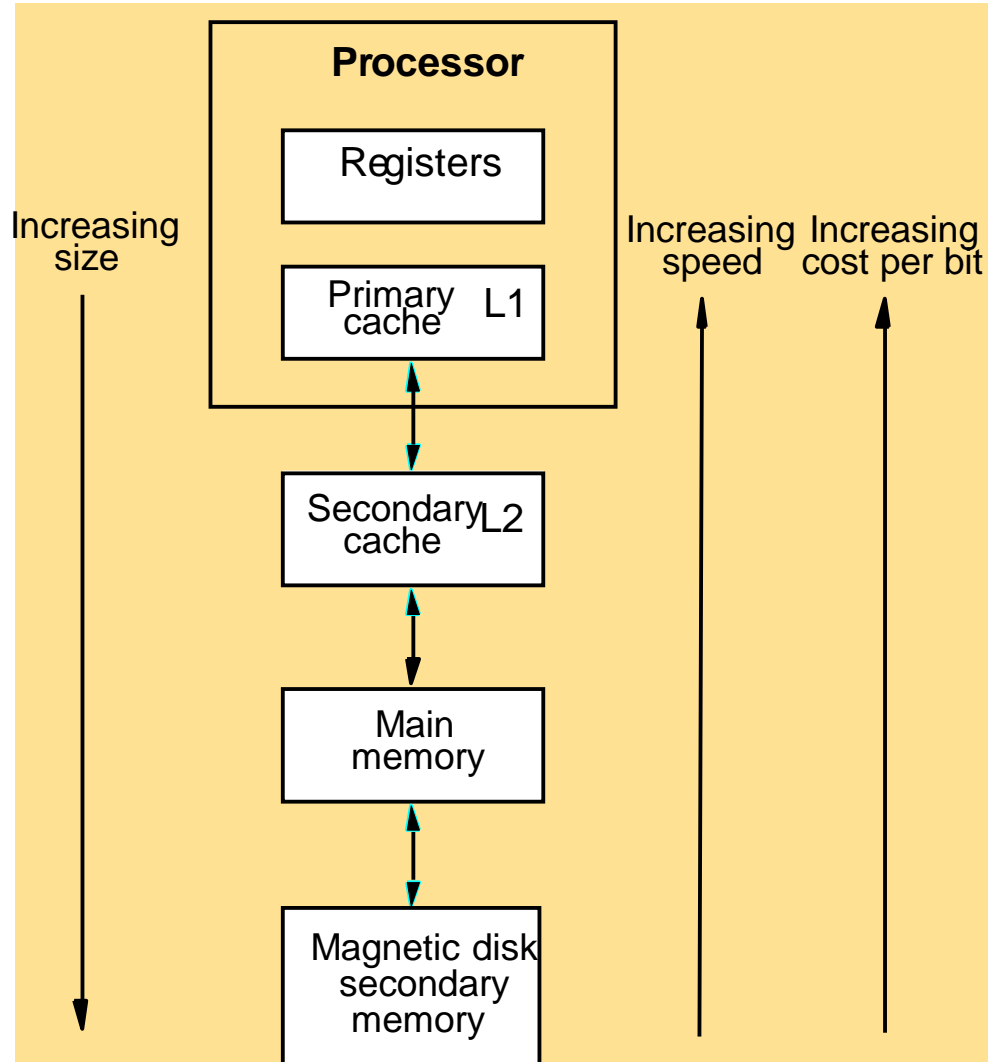 Processor
Registers
Increasing
size
Increasing
speed
Increasing
cost per bit
Primary L1
cache
Secondary L2
cache
Main
memory
Magnetic disk
secondary
memory